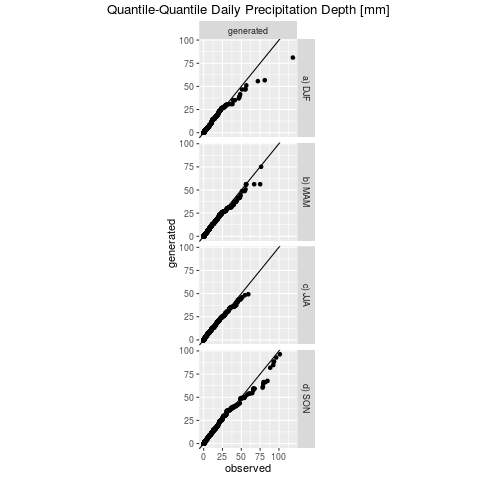 Quantile-Quantile Daily Precipitation Depth [mm]
generated
100
75
50
25
0
a) DJF
100
75
50
25
0
b) MAM
generated
100
75
50
25
0
c) JJA
100
75
50
25
0
d) SON
0 25 50 75 100
observed